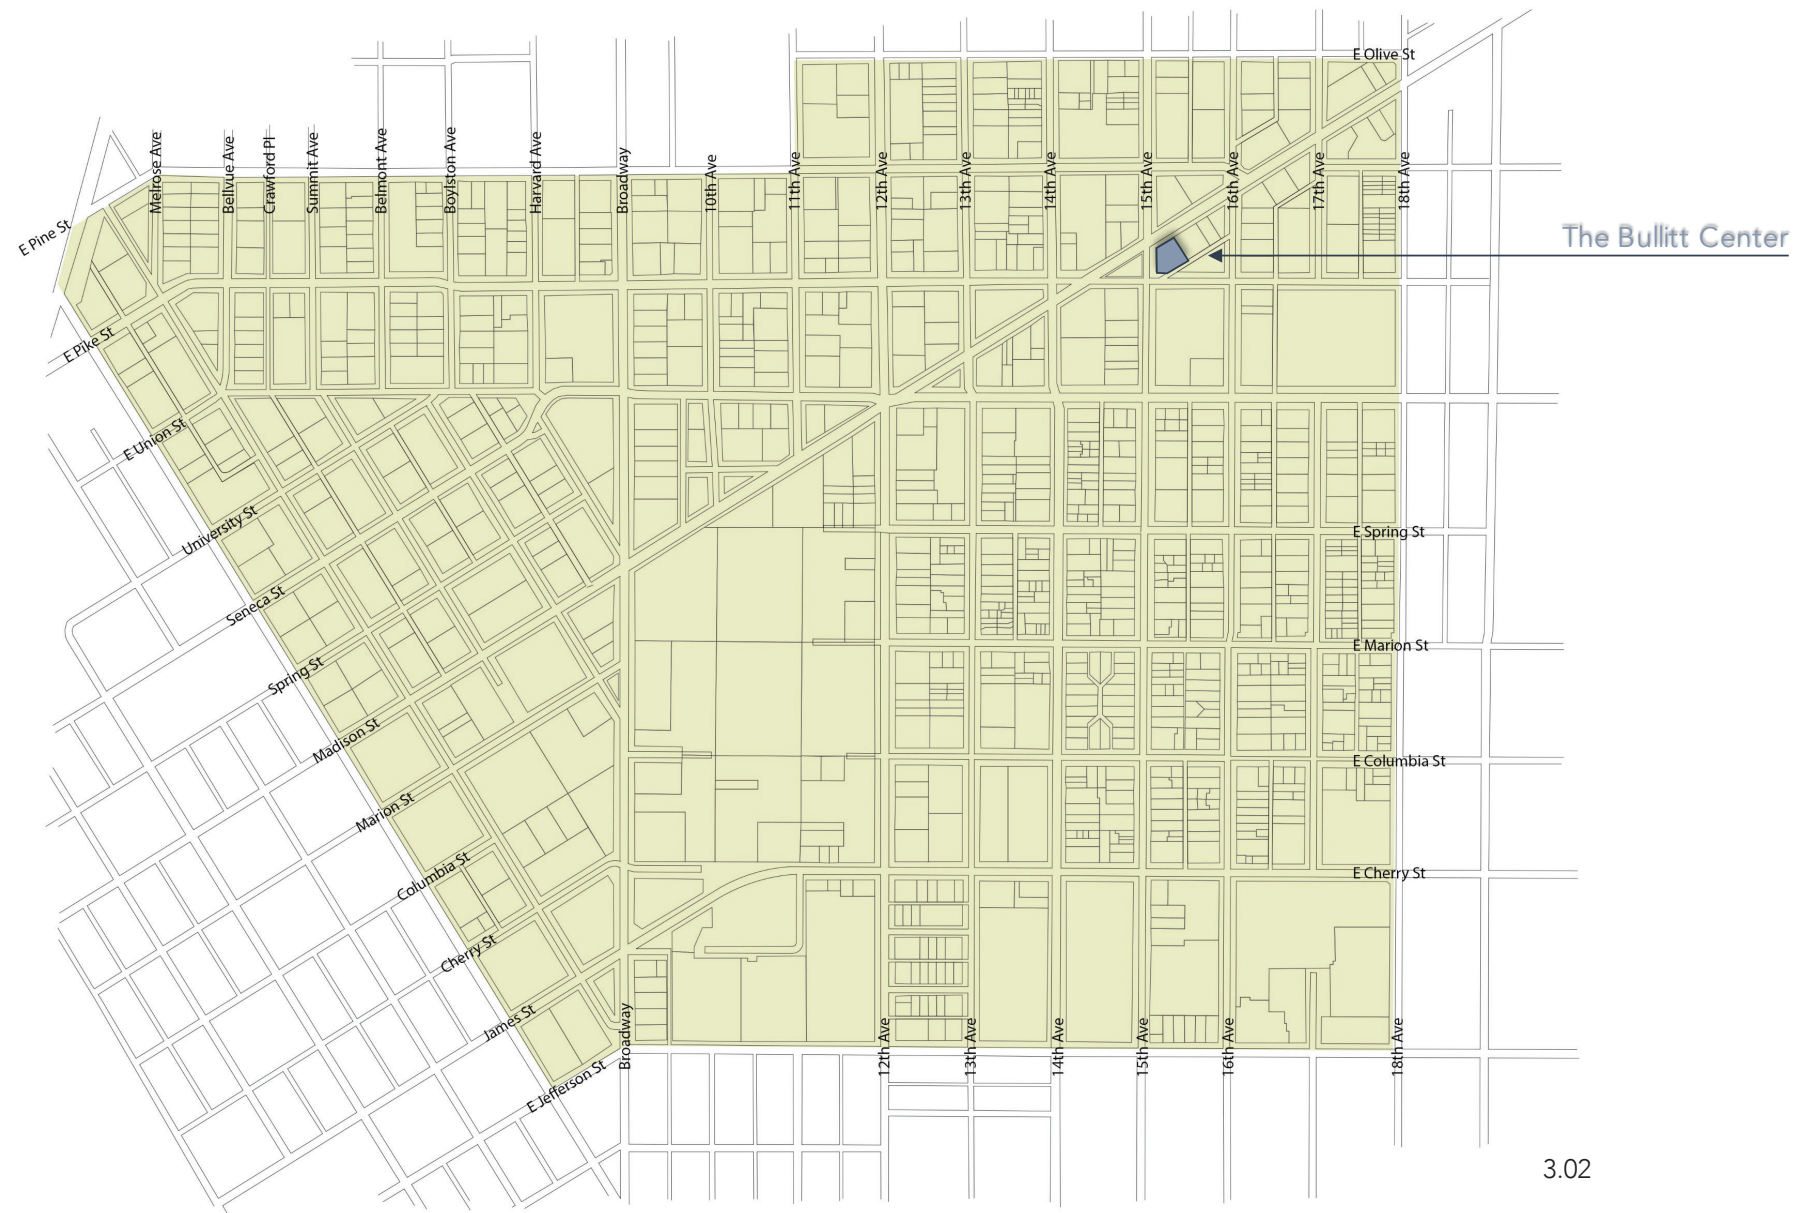 E Olive St
Melrose Ave
Bellvue Ave
Crawford Pl
Summit Ave
Belmont Ave
Boylston Ave
Harvard Ave
Broadway
10th Ave
11th Ave
12th Ave
13th Ave
14th Ave
15th Ave
16th Ave
17th Ave
18th Ave
E Pine St
The Bullitt Center
E Pike St
E Union St
University St
E Spring St
Seneca St
E Marion St
Spring St
Madison St
E Columbia St
Marion St
Columbia St
E Cherry St
Cherry St
James St
E Jefferson St
Broadway
12th Ave
13th Ave
14th Ave
15th Ave
16th Ave
18th Ave
3.02